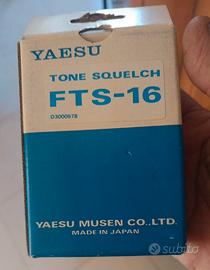 YAESU
TONE SQUELCH
FTS-16
D3000978
YAESU MUSEN CO.,LTD.
MADE IN JAPAN
subito